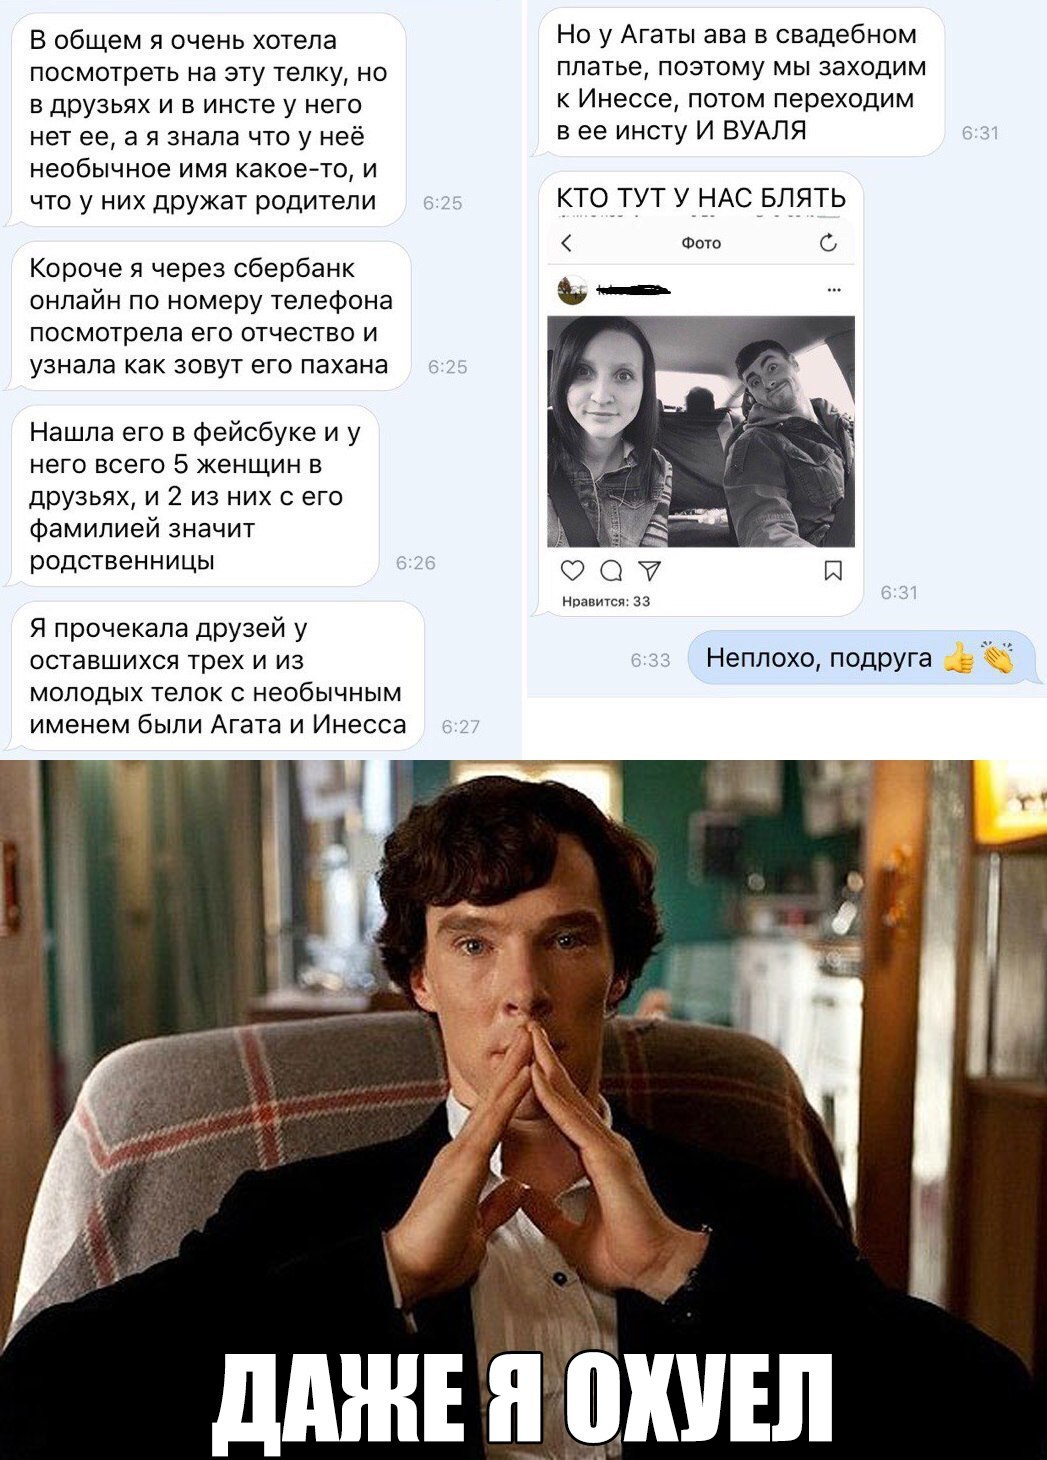 В общем я очень хотела
посмотреть на эту телку, но
в друзьях и в инсте у него
нет ее, а я знала что у неё
необычное имя какое-то, и
что у них дружат родители
6:25
Короче я через сбербанк
онлайн по номеру телефона
посмотрела его отчество и
узнала как зовут его пахана
6:25
Нашла его в фейсбуке и у
него всего 5 женщин в
друзьях, и 2 из них с его
фамилией значит
родственницы
6:26
Я прочекала друзей у
оставшихся трех и из
молодых телок с необычным
именем были Агата и Инесса
6:27
Но у Агаты ава в свадебном
платье, поэтому мы заходим
к Инессе, потом переходим
в ее инсту И ВУАЛЯ
6:31
КТО ТУТ У НАС БЛЯТЬ
Фото
Нравится: 33
6:31
6:33
Неплохо, подруга 👍👏
ДАЖЕ Я ОХУЕЛ